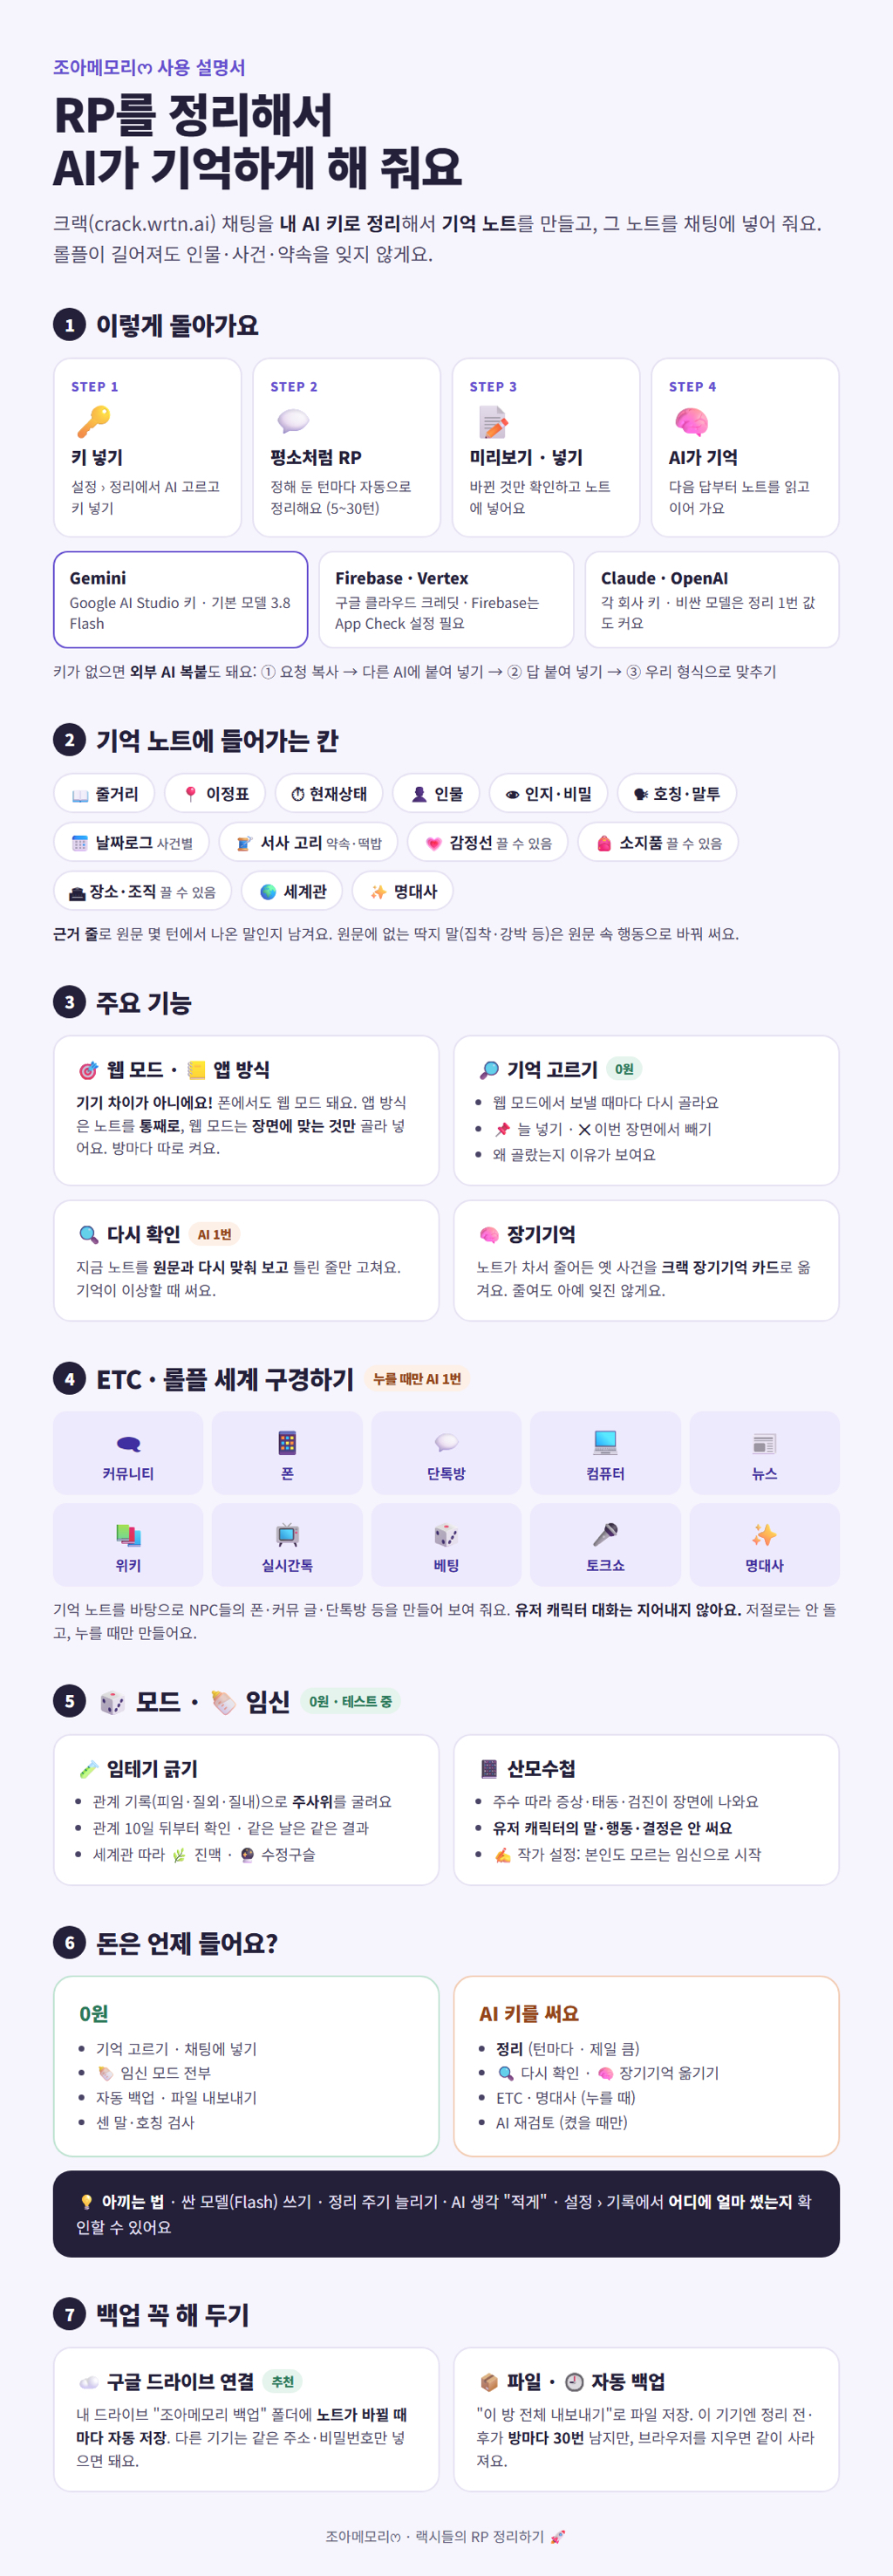 조아메모리ෆ 사용 설명서
RP를 정리해서
AI가 기억하게 해 줘요
크랙(crack.wrtn.ai) 채팅을 내 AI 키로 정리해서 기억 노트를 만들고, 그 노트를 채팅에 넣어 줘요.
롤플이 길어져도 인물·사건·약속을 잊지 않게요.
1 이렇게 돌아가요
STEP 1
키 넣기
설정 › 정리에서 AI 고르고
키 넣기
STEP 2
평소처럼 RP
정해 둔 턴마다 자동으로
정리해요 (5~30턴)
STEP 3
미리보기 · 넣기
바뀐 것만 확인하고 노트
에 넣어요
STEP 4
AI가 기억
다음 답부터 노트를 읽고
이어 가요
Gemini
Google AI Studio 키 · 기본 모델 3.8
Flash
Firebase · Vertex
구글 클라우드 크레딧 · Firebase는
App Check 설정 필요
Claude · OpenAI
각 회사 키 · 비싼 모델은 정리 1번 값
도 커요
키가 없으면 외부 AI 복붙도 돼요: ① 요청 복사 → 다른 AI에 붙여 넣기 → ② 답 붙여 넣기 → ③ 우리 형식으로 맞추기
2 기억 노트에 들어가는 칸
📖 줄거리 📍 이정표 ⏱ 현재상태 👤 인물 👁 인지·비밀 🗣 호칭·말투
🗓 날짜로그 사건별 🧵 서사 고리 약속·떡밥 💗 감정선 끌 수 있음 🎒 소지품 끌 수 있음
장소·조직 끌 수 있음 🌍 세계관 ✨ 명대사
근거 줄로 원문 몇 턴에서 나온 말인지 남겨요. 원문에 없는 딱지 말(집착·강박 등)은 원문 속 행동으로 바꿔 써요.
3 주요 기능
🎯 웹 모드 · 📒 앱 방식
기기 차이가 아니에요! 폰에서도 웹 모드 돼요. 앱 방식
은 노트를 통째로, 웹 모드는 장면에 맞는 것만 골라 넣
어요. 방마다 따로 켜요.
🔎 기억 고르기 0원
• 웹 모드에서 보낼 때마다 다시 골라요
• 📌 늘 넣기 · ✕ 이번 장면에서 빼기
• 왜 골랐는지 이유가 보여요
🔍 다시 확인 AI 1번
지금 노트를 원문과 다시 맞춰 보고 틀린 줄만 고쳐요.
기억이 이상할 때 써요.
🧠 장기기억
노트가 차서 줄어든 옛 사건을 크랙 장기기억 카드로 옮
겨요. 줄여도 아예 잊진 않게요.
4 ETC · 롤플 세계 구경하기 누를 때만 AI 1번
커뮤니티
폰
단톡방
컴퓨터
뉴스
위키
실시간톡
베팅
토크쇼
명대사
기억 노트를 바탕으로 NPC들의 폰·커뮤 글·단톡방 등을 만들어 보여 줘요. 유저 캐릭터 대화는 지어내지 않아요. 저절로는 안 돌
고, 누를 때만 만들어요.
5 🎲 모드 · 🍼 임신 0원 · 테스트 중
🧪 임테기 긁기
• 관계 기록(피임·질외·질내)으로 주사위를 굴려요
• 관계 10일 뒤부터 확인 · 같은 날은 같은 결과
• 세계관 따라 🌿 진맥 · 🔮 수정구슬
산모수첩
• 주수 따라 증상·태동·검진이 장면에 나와요
• 유저 캐릭터의 말·행동·결정은 안 써요
• ✍ 작가 설정: 본인도 모르는 임신으로 시작
6 돈은 언제 들어요?
0원
• 기억 고르기 · 채팅에 넣기
• 🍼 임신 모드 전부
• 자동 백업 · 파일 내보내기
• 센 말·호칭 검사
AI 키를 써요
• 정리 (턴마다 · 제일 큼)
• 🔍 다시 확인 · 🧠 장기기억 옮기기
• ETC · 명대사 (누를 때)
• AI 재검토 (켰을 때만)
💡 아끼는 법 · 싼 모델(Flash) 쓰기 · 정리 주기 늘리기 · AI 생각 "적게" · 설정 › 기록에서 어디에 얼마 썼는지 확
인할 수 있어요
7 백업 꼭 해 두기
☁ 구글 드라이브 연결 추천
내 드라이브 "조아메모리 백업" 폴더에 노트가 바뀔 때
마다 자동 저장. 다른 기기는 같은 주소·비밀번호만 넣
으면 돼요.
📦 파일 · 🕘 자동 백업
"이 방 전체 내보내기"로 파일 저장. 이 기기엔 정리 전·
후가 방마다 30번 남지만, 브라우저를 지우면 같이 사라
져요.
조아메모리ෆ · 랙시들의 RP 정리하기 🚀